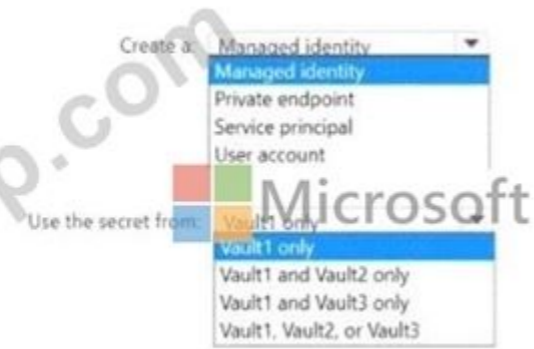 Create a: Managed identity
Managed identity
Private endpoint
Service principal
User account
p.com
Microsoft
Use the secret from: Vault1 only
Vault1 only
Vault1 and Vault2 only
Vault1 and Vault3 only
Vault1, Vault2, or Vault3